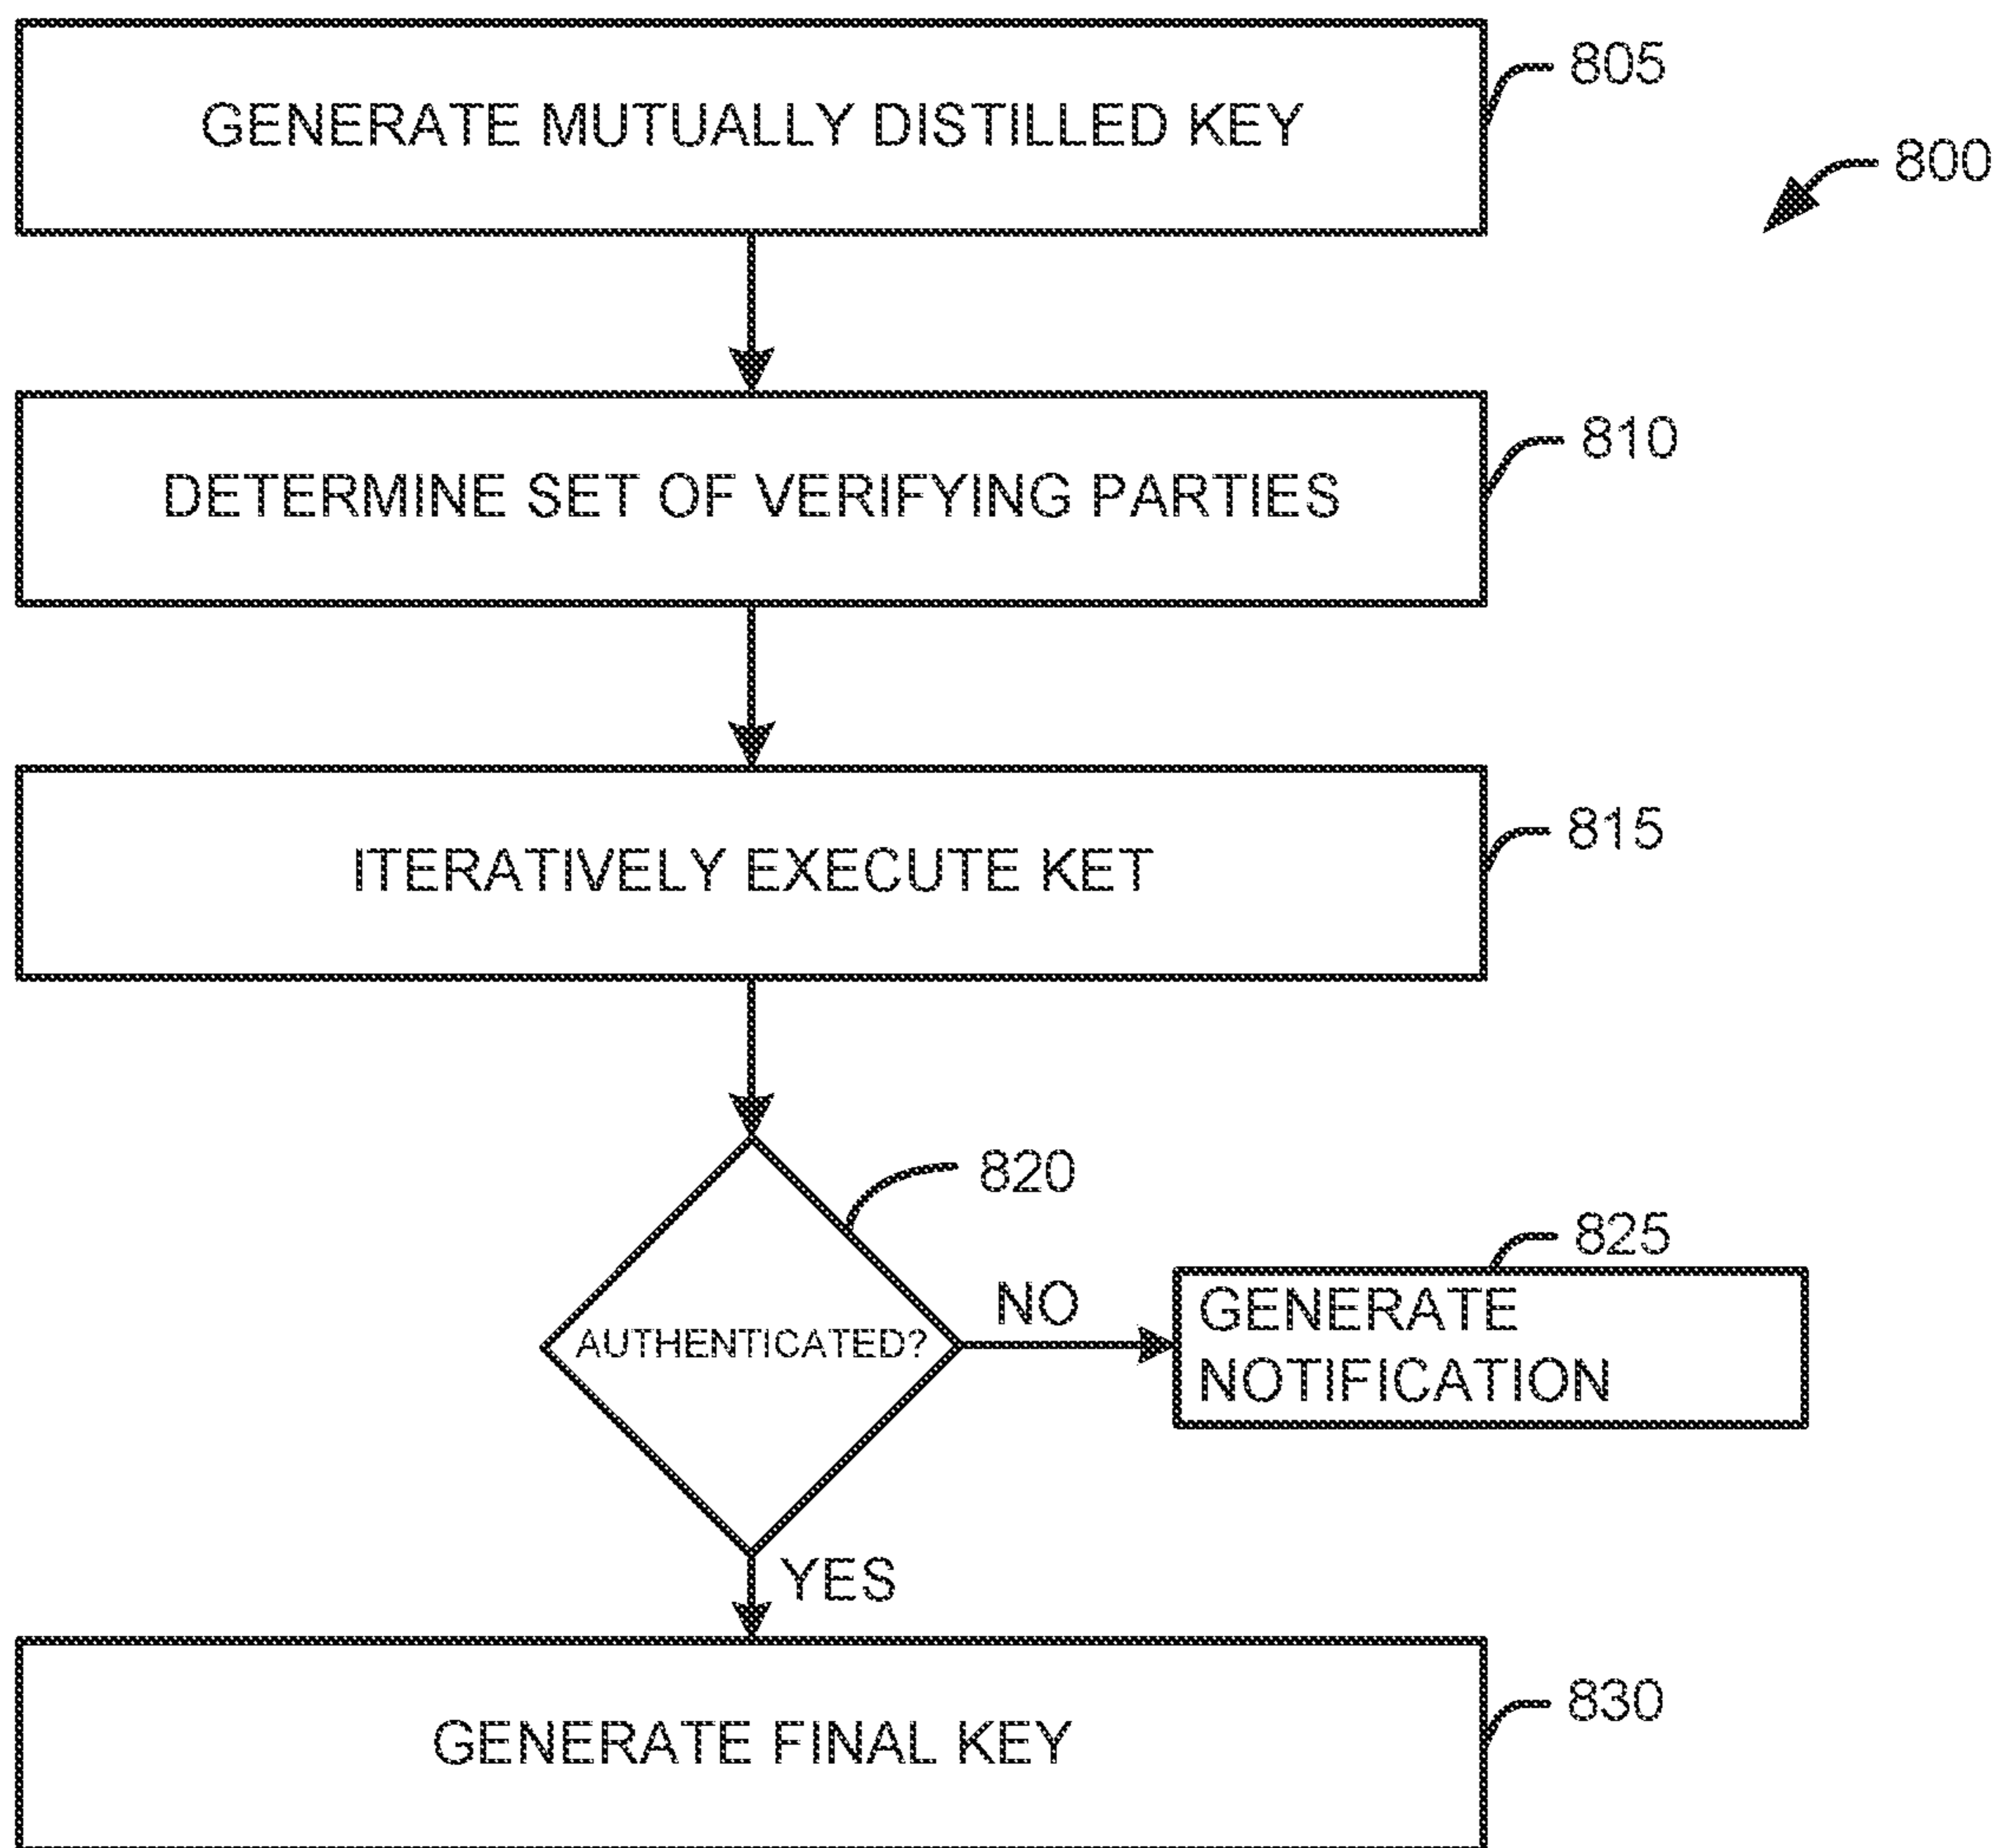 GENERATE MUTUALLY DISTILLED KEY
805
800
DETERMINE SET OF VERIFYING PARTIES
810
ITERATIVELY EXECUTE KET
815
820
AUTHENTICATED?
NO
825
GENERATE
NOTIFICATION
YES
GENERATE FINAL KEY
830